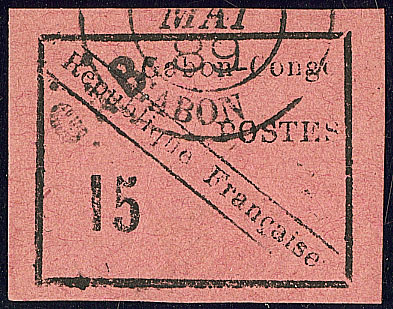 MAI
89
Gabon-Congo
GABON
POSTES
République Française
15